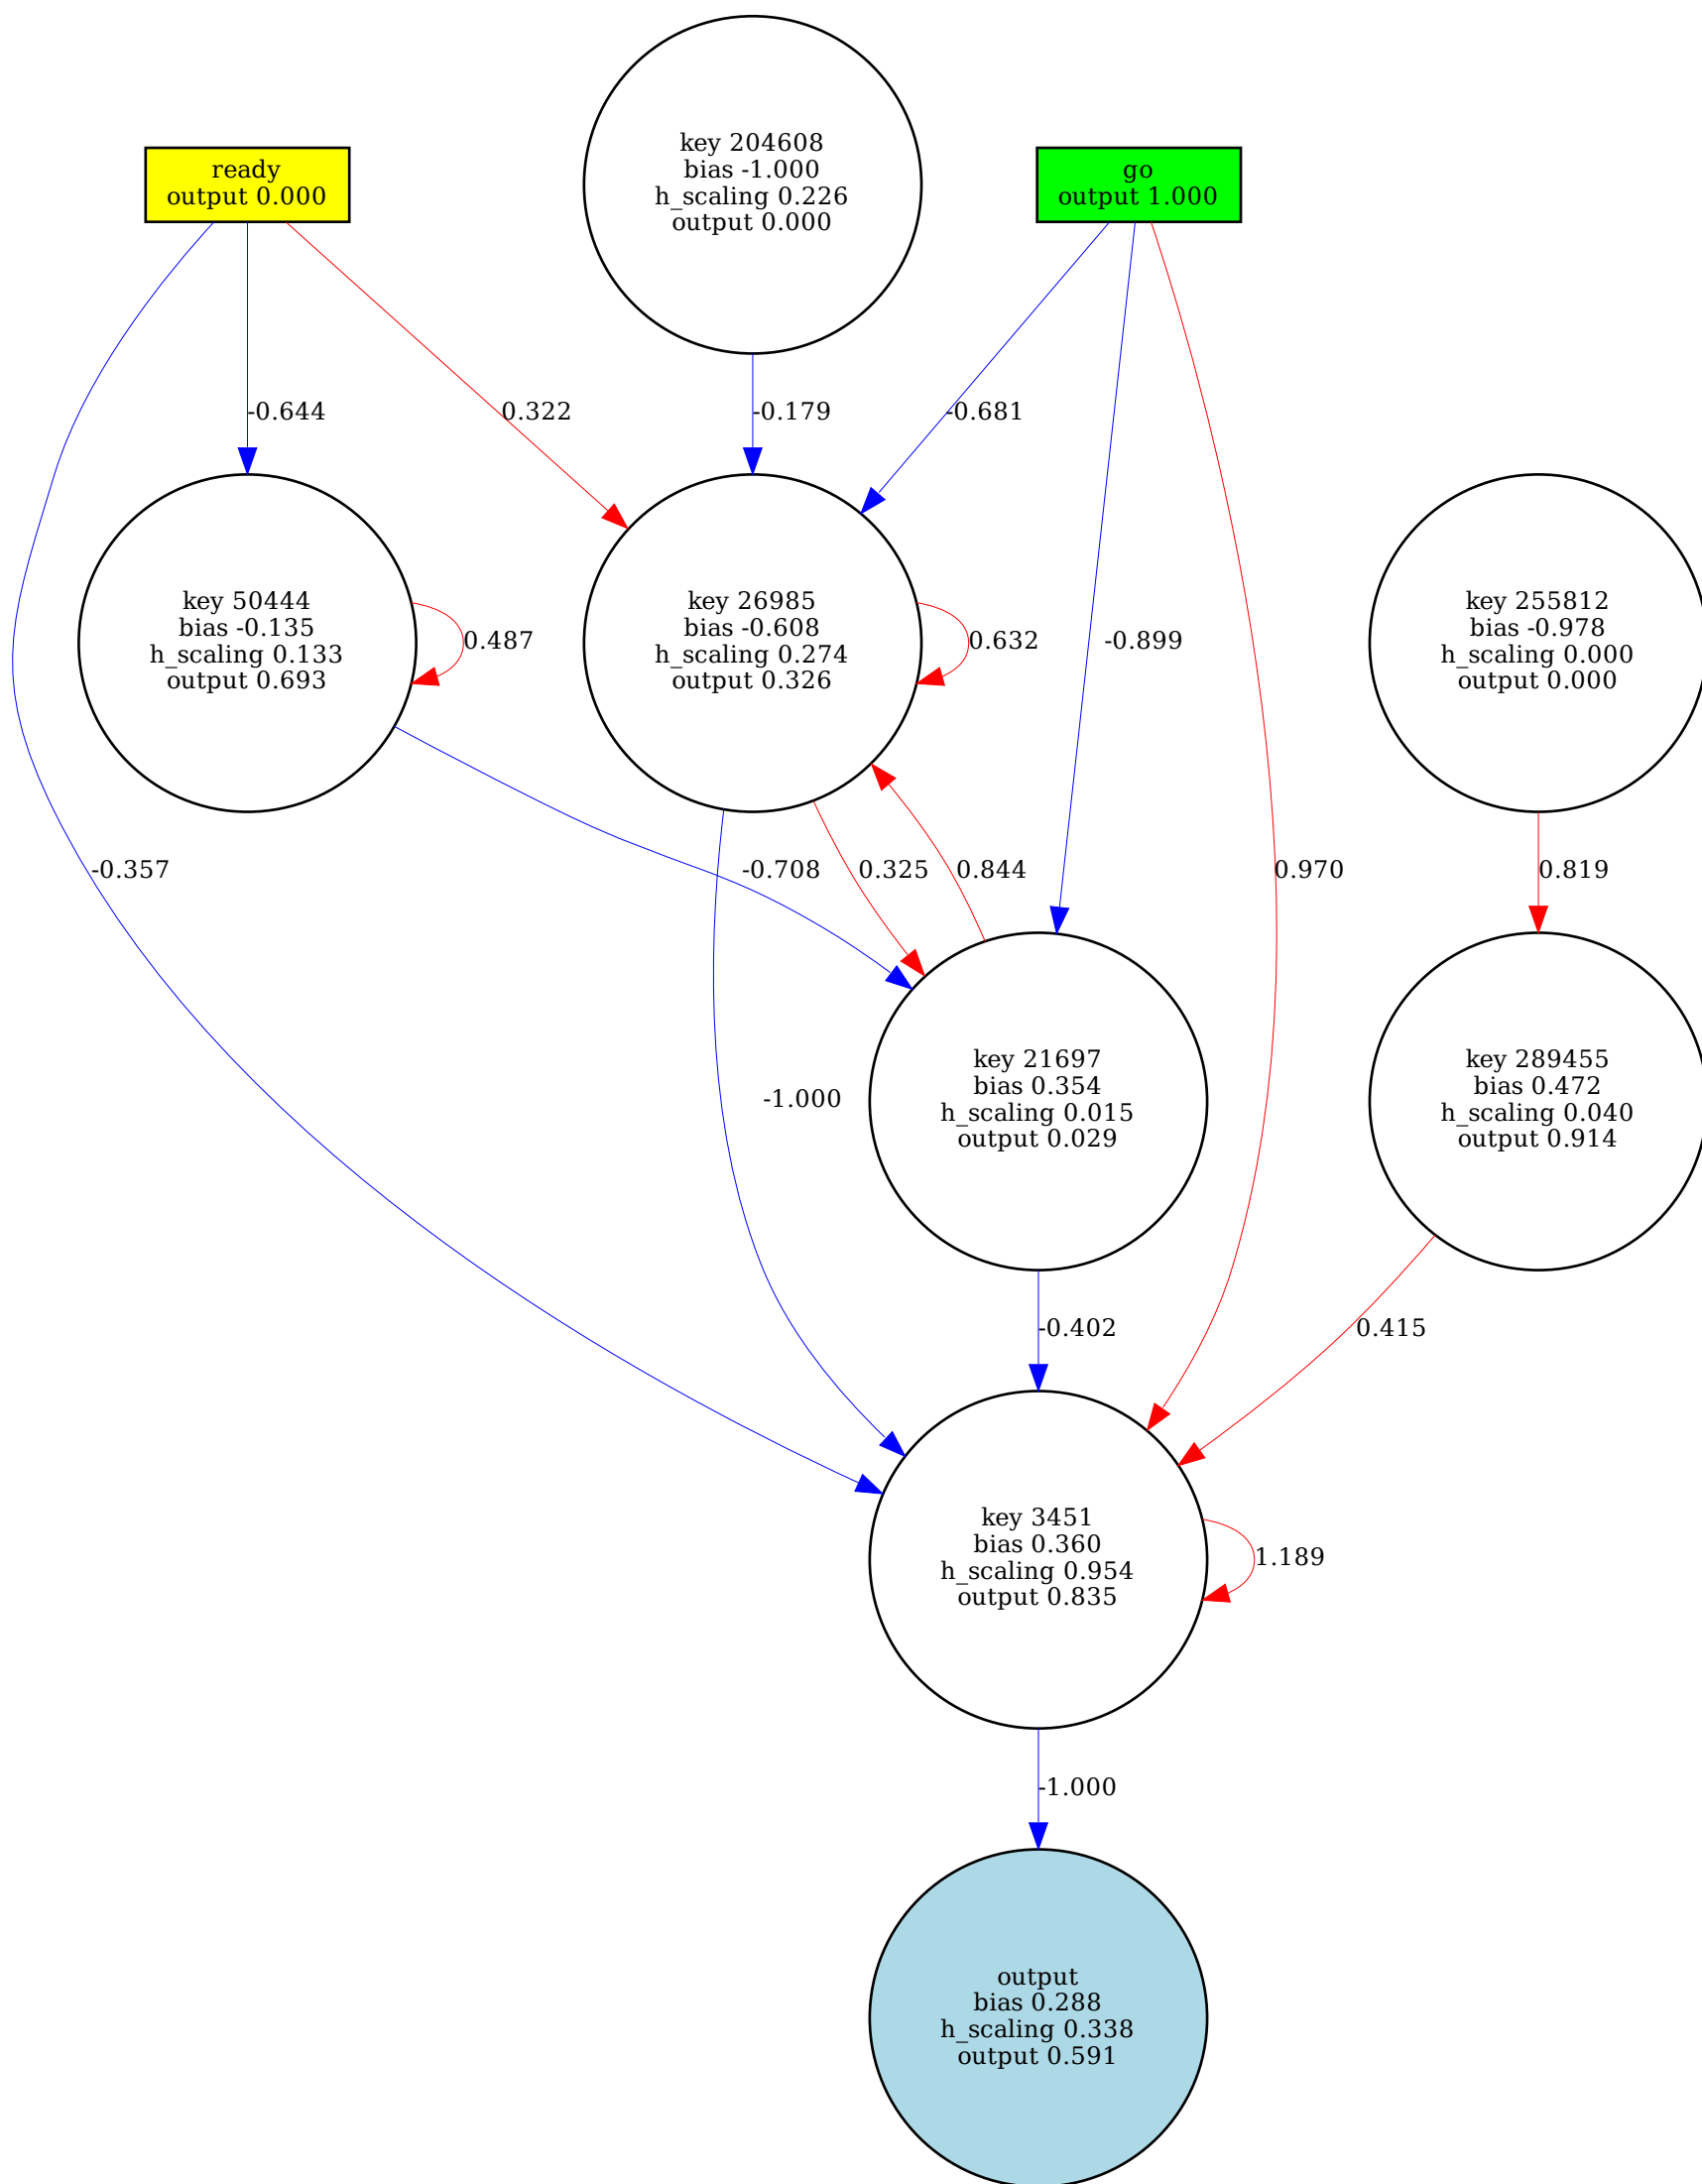 key 204608
bias -1.000
h_scaling 0.226
output 0.000
ready
output 0.000
go
output 1.000
-0.644
0.322
-0.179
-0.681
key 50444
bias -0.135
h_scaling 0.133
output 0.693
0.487
key 26985
bias -0.608
h_scaling 0.274
output 0.326
0.632
-0.899
key 255812
bias -0.978
h_scaling 0.000
output 0.000
-0.357
-0.708
0.325
0.844
0.970
0.819
-1.000
key 21697
bias 0.354
h_scaling 0.015
output 0.029
key 289455
bias 0.472
h_scaling 0.040
output 0.914
-0.402
0.415
key 3451
bias 0.360
h_scaling 0.954
output 0.835
1.189
-1.000
output
bias 0.288
h_scaling 0.338
output 0.591